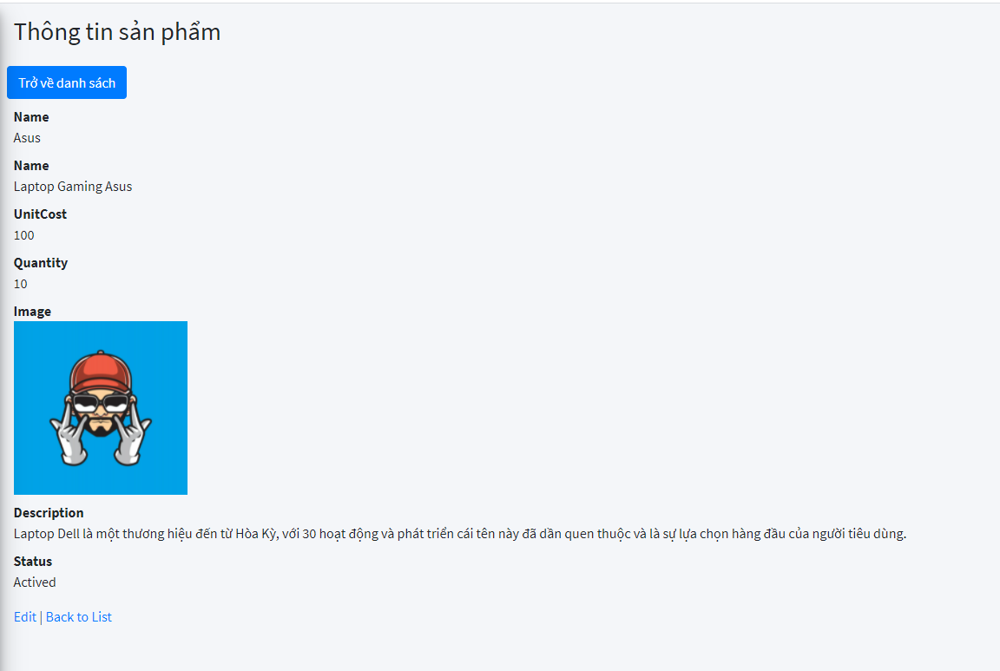 Thông tin sản phẩm
Trở về danh sách
Name
Asus
Name
Laptop Gaming Asus
UnitCost
100
Quantity
10
Image
Description
Laptop Dell là một thương hiệu đến từ Hòa Kỳ, với 30 hoạt động và phát triển cái tên này đã dần quen thuộc và là sự lựa chọn hàng đầu của người tiêu dùng.
Status
Actived
Edit | Back to List